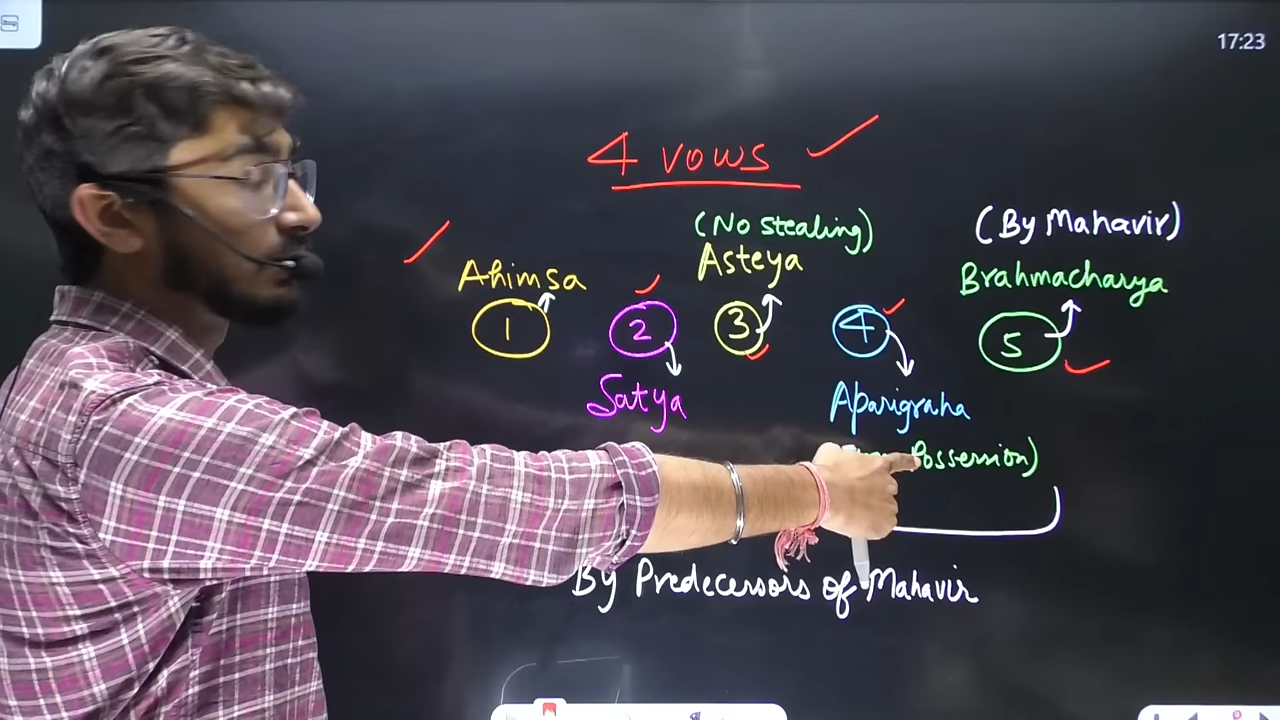 17:23
4 vows
(No stealing)
(By Mahavir)
Ahimsa
Asteya
Brahmacharya
1
2
3
4
5
Satya
Aparigraha
Possession)
By Predecessors of Mahavir